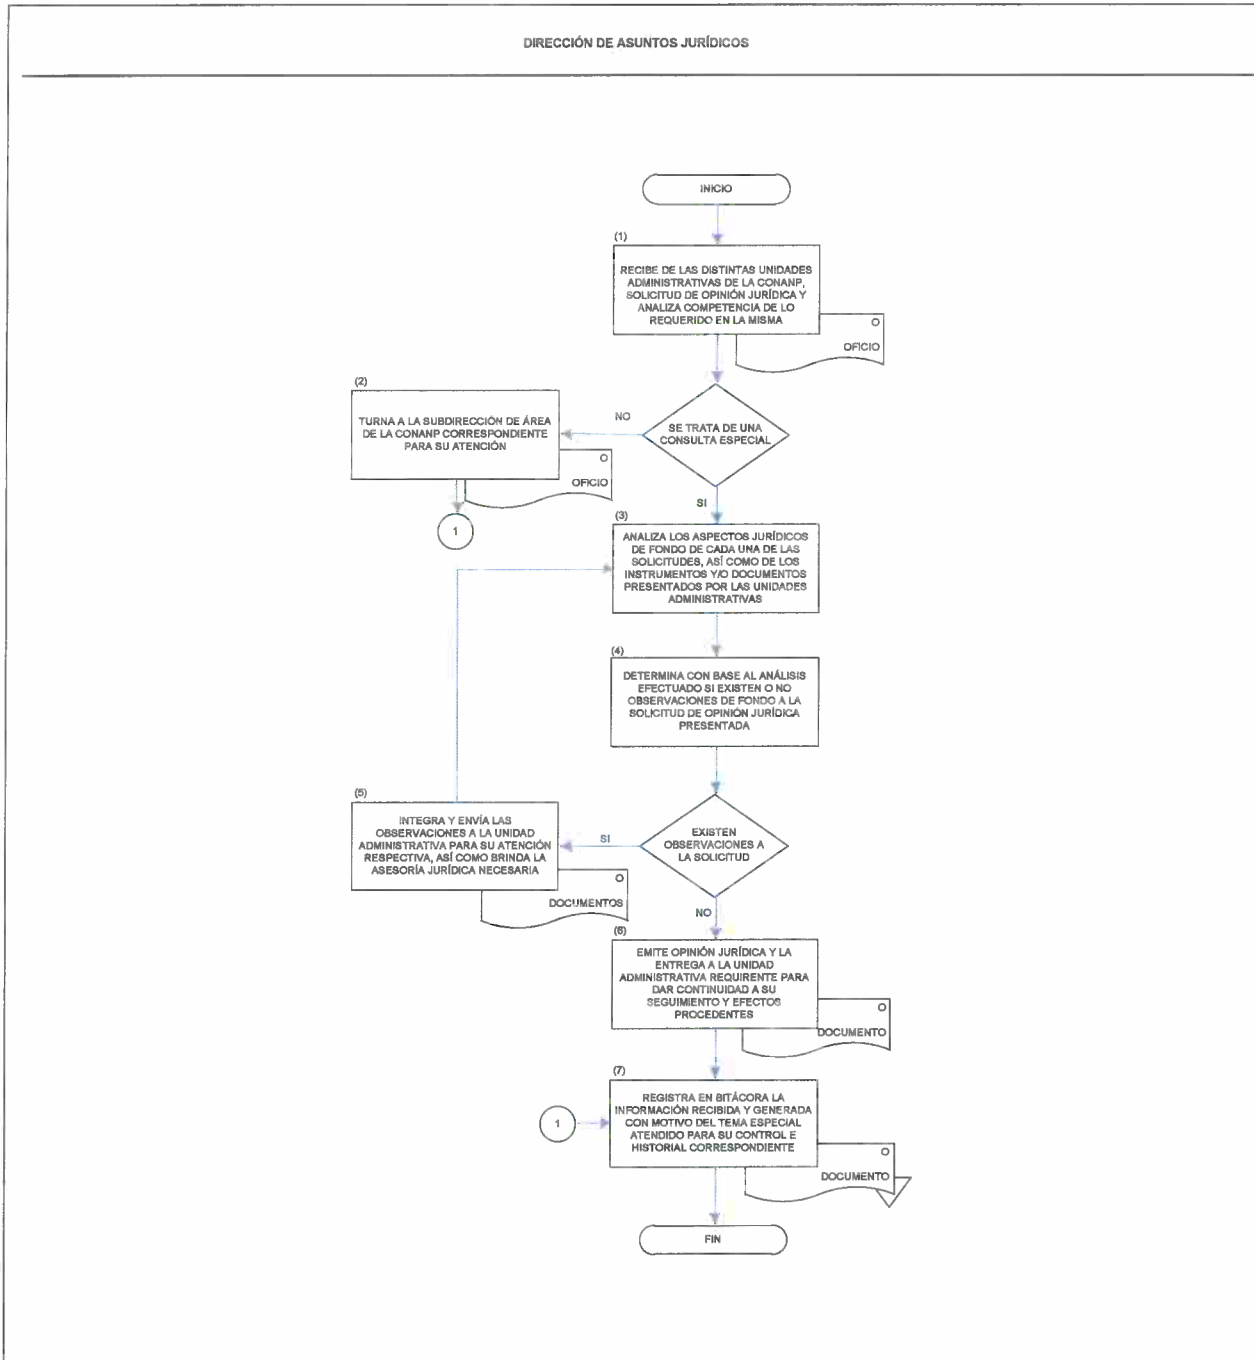 DIRECCIÓN DE ASUNTOS JURÍDICOS
INICIO
(1)
RECIBE DE LAS DISTINTAS UNIDADES
ADMINISTRATIVAS DE LA CONANP,
SOLICITUD DE OPINIÓN JURÍDICA Y
ANALIZA COMPETENCIA DE LO
REQUERIDO EN LA MISMA
O
OFICIO
(2)
TURNA A LA SUBDIRECCIÓN DE ÁREA
DE LA CONANP CORRESPONDIENTE
PARA SU ATENCIÓN
O
OFICIO
NO
SE TRATA DE UNA
CONSULTA ESPECIAL
1
SI
(3)
ANALIZA LOS ASPECTOS JURÍDICOS
DE FONDO DE CADA UNA DE LAS
SOLICITUDES, ASÍ COMO DE LOS
INSTRUMENTOS Y/O DOCUMENTOS
PRESENTADOS POR LAS UNIDADES
ADMINISTRATIVAS
(4)
DETERMINA CON BASE AL ANÁLISIS
EFECTUADO SI EXISTEN O NO
OBSERVACIONES DE FONDO A LA
SOLICITUD DE OPINIÓN JURÍDICA
PRESENTADA
(5)
INTEGRA Y ENVÍA LAS
OBSERVACIONES A LA UNIDAD
ADMINISTRATIVA PARA SU ATENCIÓN
RESPECTIVA, ASÍ COMO BRINDA LA
ASESORÍA JURÍDICA NECESARIA
O
DOCUMENTOS
SI
EXISTEN
OBSERVACIONES A
LA SOLICITUD
NO
(6)
EMITE OPINIÓN JURÍDICA Y LA
ENTREGA A LA UNIDAD
ADMINISTRATIVA REQUIRENTE PARA
DAR CONTINUIDAD A SU
SEGUIMIENTO Y EFECTOS
PROCEDENTES
O
DOCUMENTO
(7)
1
REGISTRA EN BITÁCORA LA
INFORMACIÓN RECIBIDA Y GENERADA
CON MOTIVO DEL TEMA ESPECIAL
ATENDIDO PARA SU CONTROL E
HISTORIAL CORRESPONDIENTE
O
DOCUMENTO
FIN